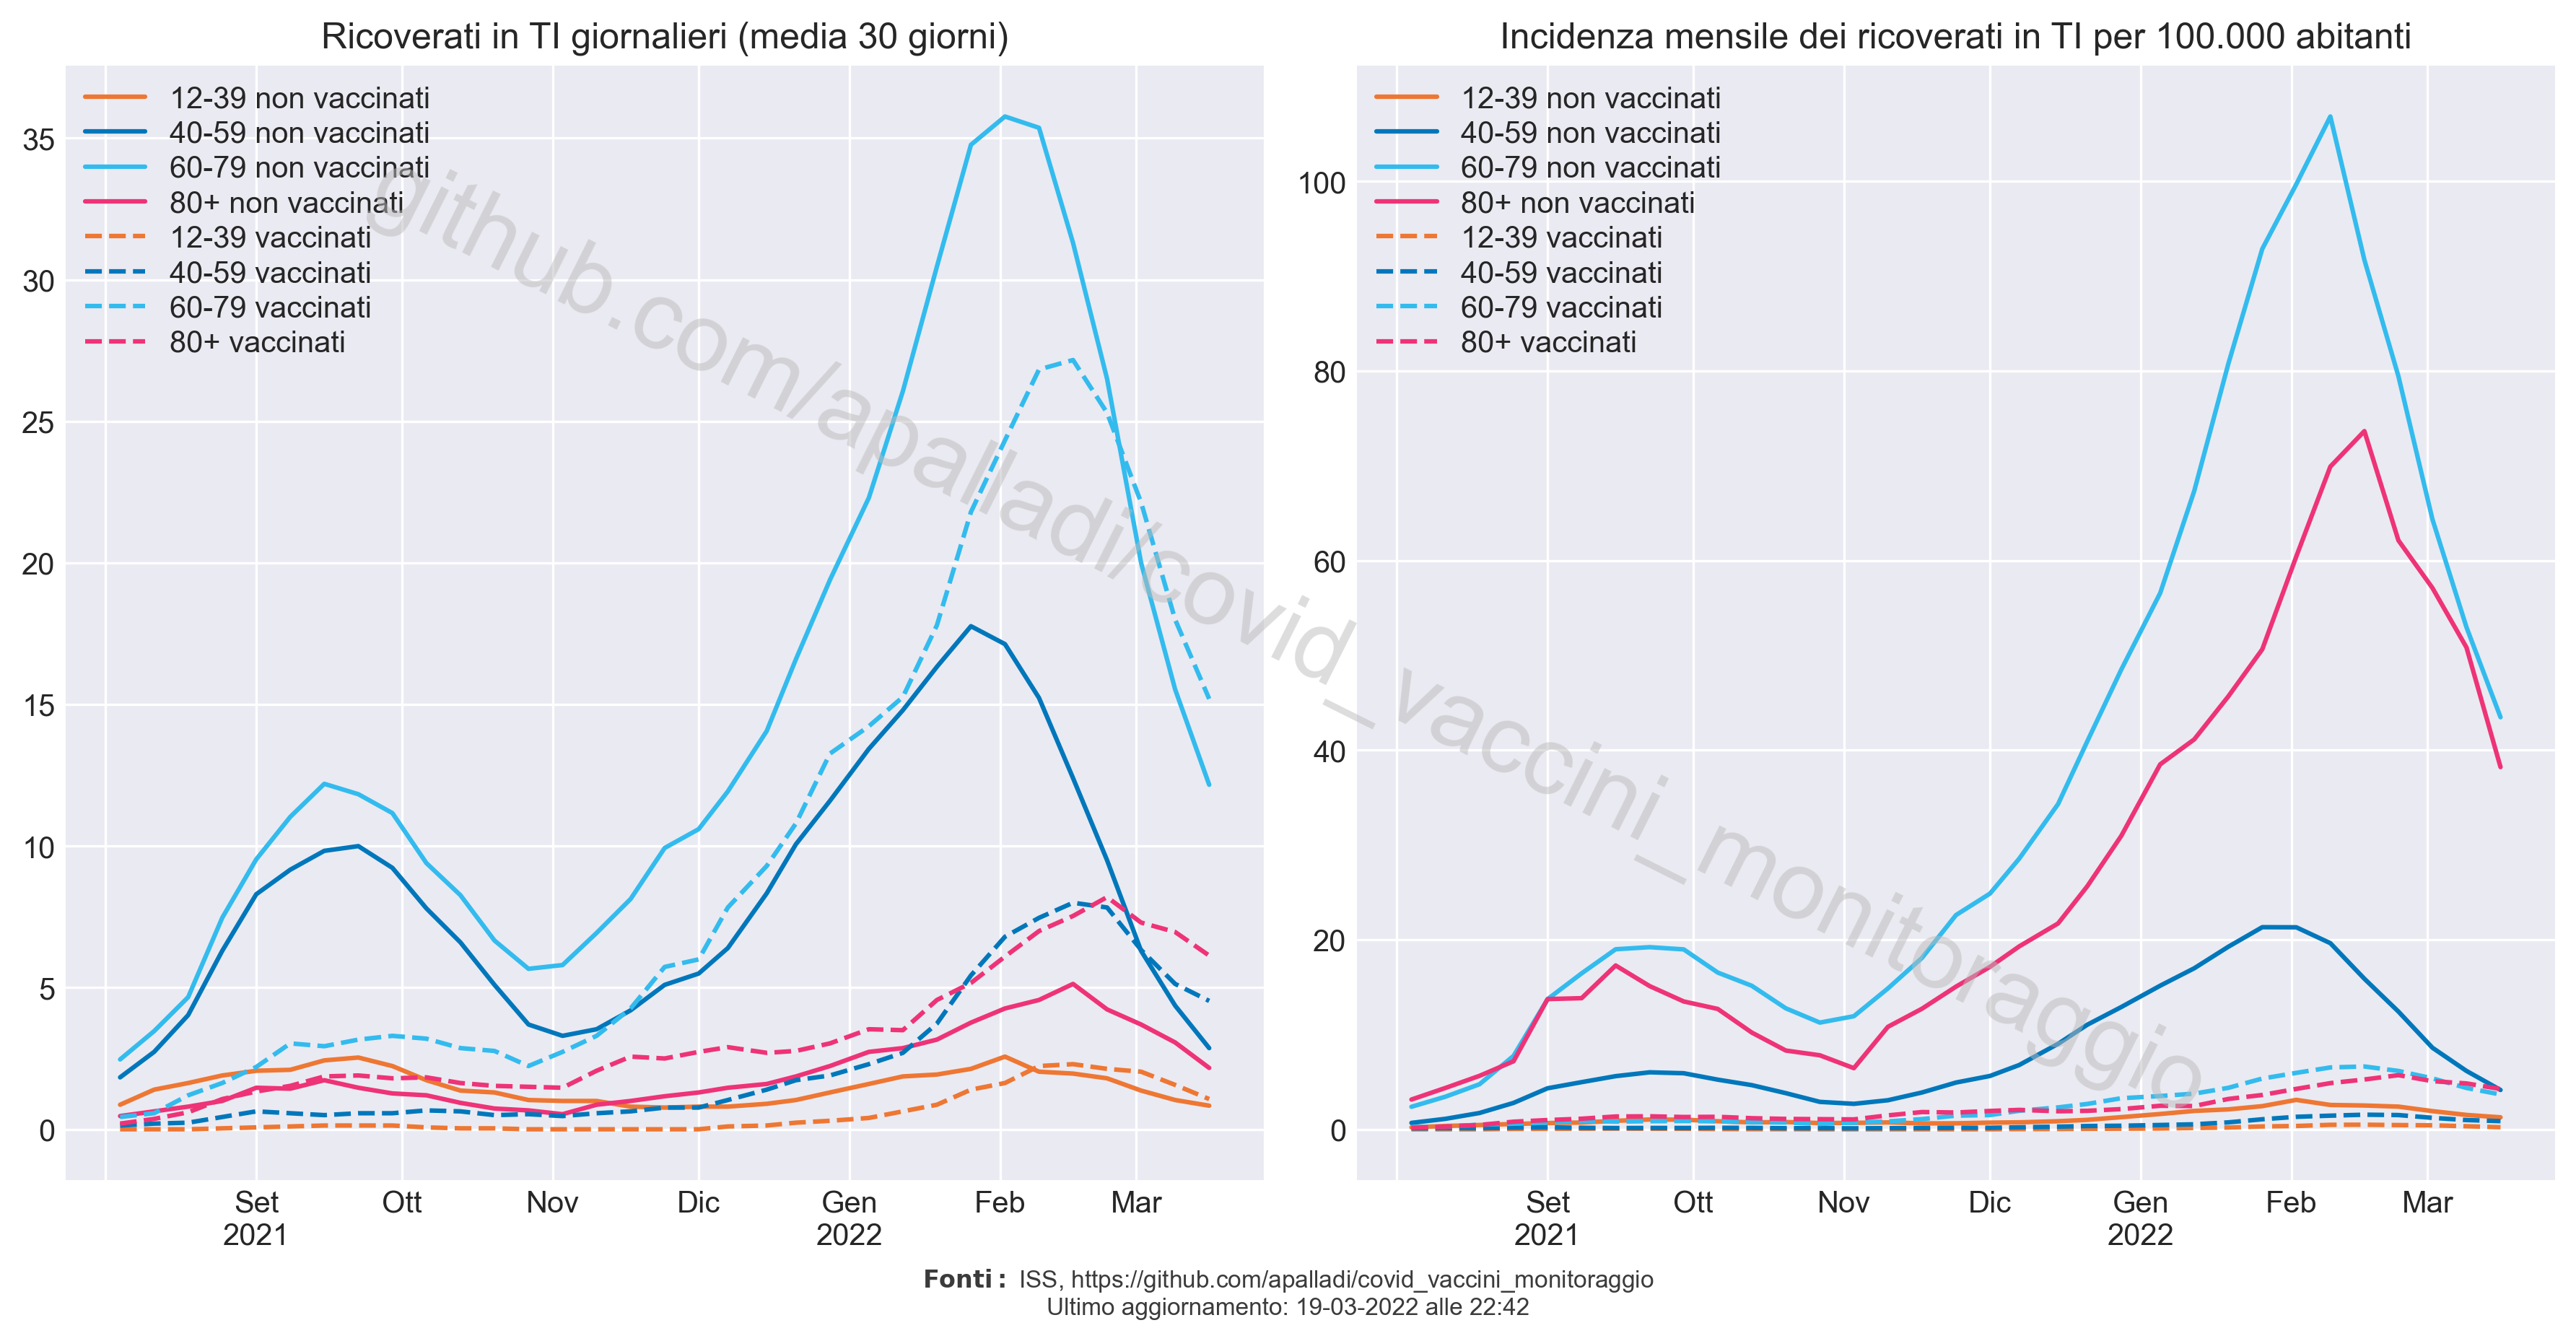 Ricoverati in TI giornalieri (media 30 giorni)
12-39 non vaccinati
40-59 non vaccinati
60-79 non vaccinati
80+ non vaccinati
12-39 vaccinati
40-59 vaccinati
60-79 vaccinati
80+ vaccinati
35
30
25
20
15
10
5
0
Set
2021
Ott
Nov
Dic
Gen
2022
Feb
Mar
Incidenza mensile dei ricoverati in TI per 100.000 abitanti
12-39 non vaccinati
40-59 non vaccinati
60-79 non vaccinati
80+ non vaccinati
12-39 vaccinati
40-59 vaccinati
60-79 vaccinati
80+ vaccinati
100
80
60
40
20
0
Set
2021
Ott
Nov
Dic
Gen
2022
Feb
Mar
github.com/apalladi/covid_vaccini_monitoraggio
Fonti: ISS, https://github.com/apalladi/covid_vaccini_monitoraggio
Ultimo aggiornamento: 19-03-2022 alle 22:42